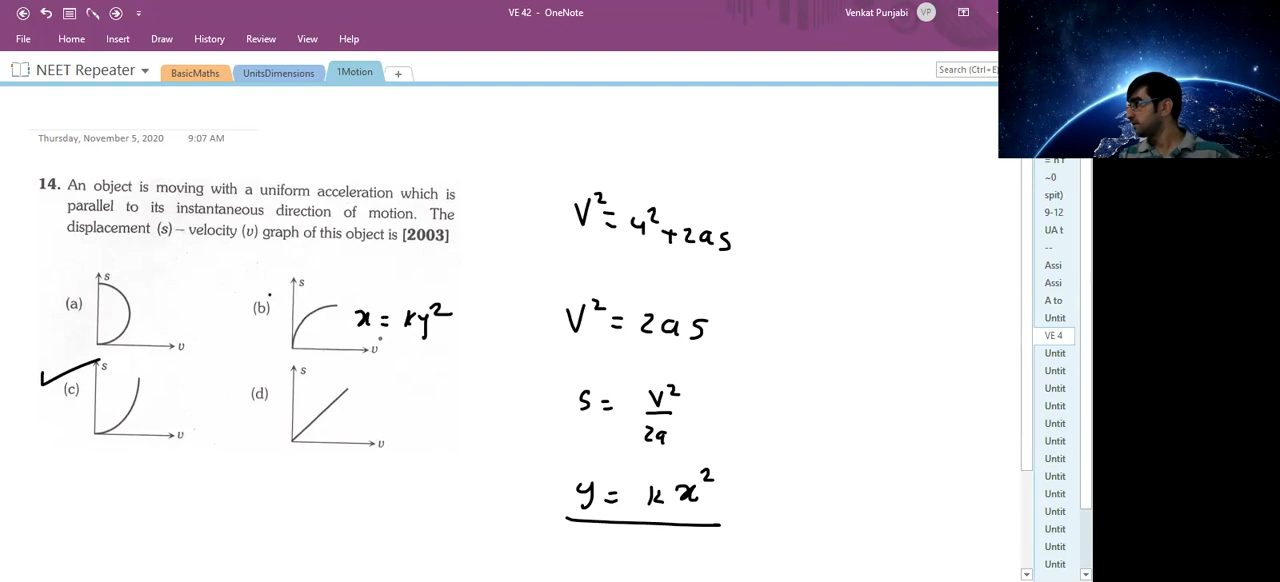 VE 42 - OneNote
Venkat Punjabi
VP
File Home Insert Draw History Review View Help
NEET Repeater
BasicMaths
UnitsDimensions
1Motion
+
Search (Ctrl+E)
Thursday, November 5, 2020 9:07 AM
14. An object is moving with a uniform acceleration which is
parallel to its instantaneous direction of motion. The
displacement (s) – velocity (v) graph of this object is [2003]
(a) s v
(b) s v x = ky²
(c) s v
(d) s v
V² = u² + 2as
V² = 2as
s = V²/2a
y = kx²
~0
spit)
9-12
UA t
--
Assi
Assi
A to
Untit
VE 4
Untit
Untit
Untit
Untit
Untit
Untit
Untit
Untit
Untit
Untit
Untit
Untit
Untit